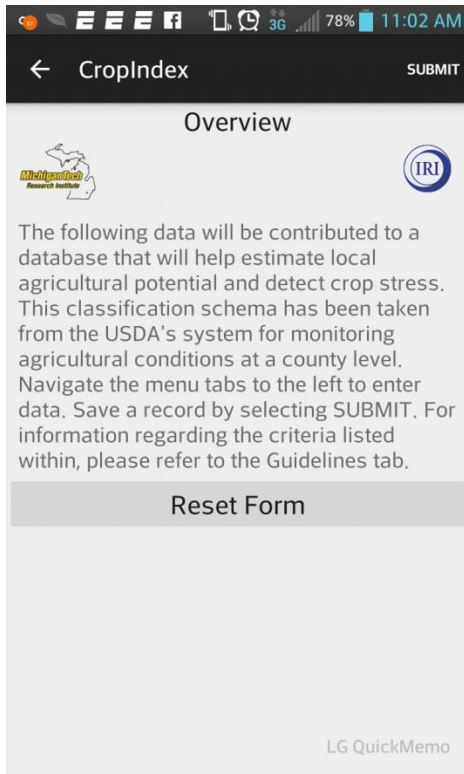 3G 78% 11:02 AM
CropIndex SUBMIT
Overview
MichiganTech
Research Institute
IRI
The following data will be contributed to a
database that will help estimate local
agricultural potential and detect crop stress.
This classification schema has been taken
from the USDA's system for monitoring
agricultural conditions at a county level.
Navigate the menu tabs to the left to enter
data. Save a record by selecting SUBMIT. For
information regarding the criteria listed
within, please refer to the Guidelines tab.
Reset Form
LG QuickMemo